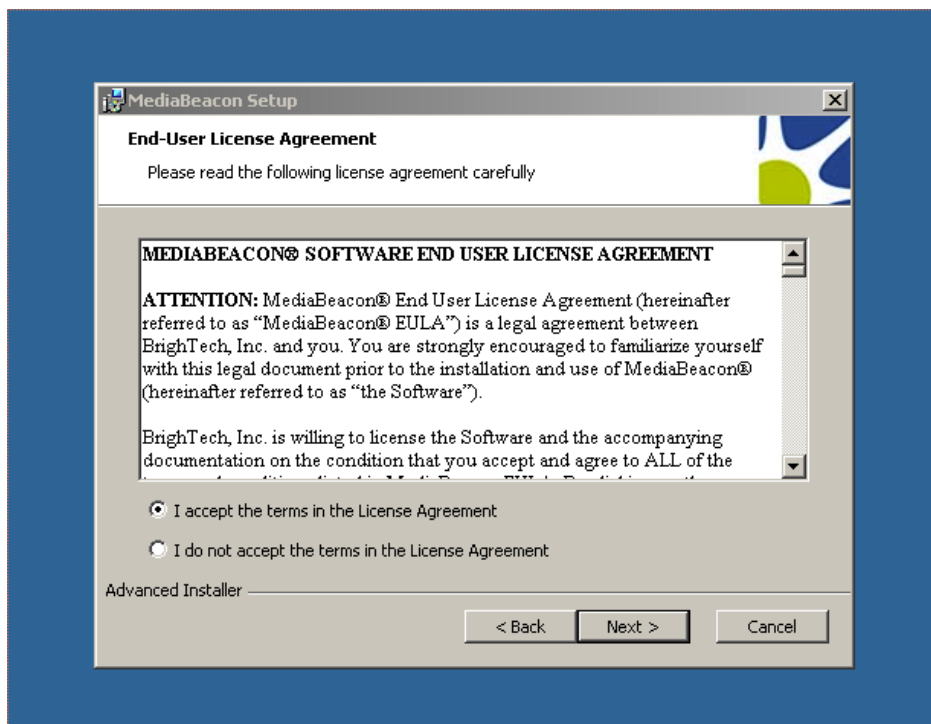 MediaBeacon Setup
End-User License Agreement
Please read the following license agreement carefully
MEDIABEACON® SOFTWARE END USER LICENSE AGREEMENT
ATTENTION: MediaBeacon® End User License Agreement (hereinafter
referred to as “MediaBeacon® EULA”) is a legal agreement between
BrighTech, Inc. and you. You are strongly encouraged to familiarize yourself
with this legal document prior to the installation and use of MediaBeacon®
(hereinafter referred to as “the Software”).
BrighTech, Inc. is willing to license the Software and the accompanying
documentation on the condition that you accept and agree to ALL of the
I accept the terms in the License Agreement
I do not accept the terms in the License Agreement
Advanced Installer
< Back
Next >
Cancel